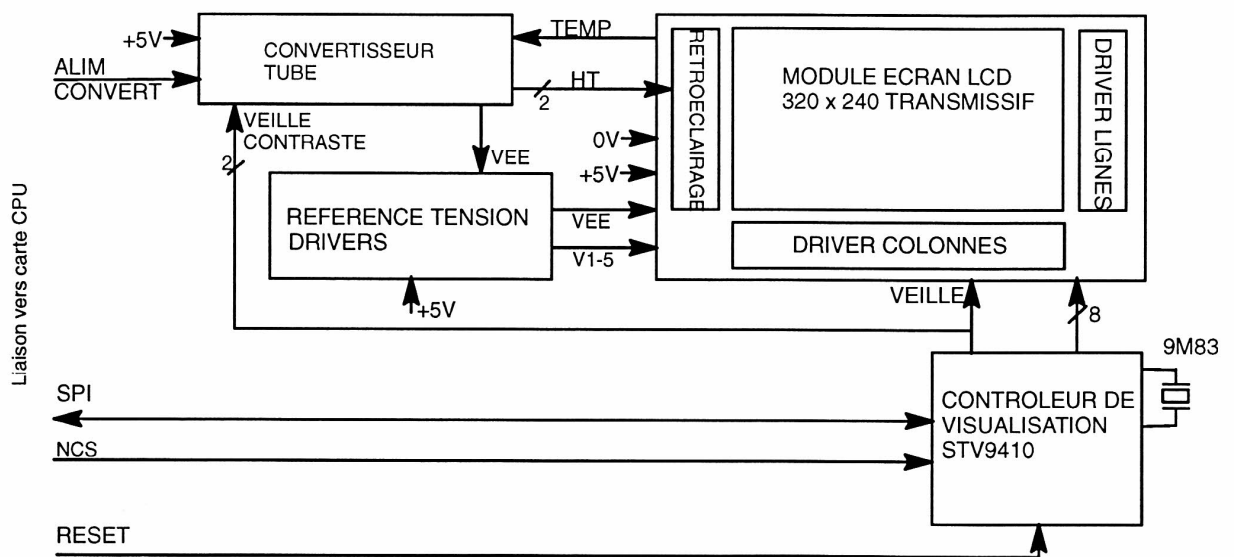 +5V
ALIM
CONVERT
CONVERTISSEUR
TUBE
TEMP
HT
2
VEILLE
CONTRASTE
2
VEE
0V
+5V
RETROECLAIRAGE
MODULE ECRAN LCD
320 x 240 TRANSMISSIF
DRIVER LIGNES
DRIVER COLONNES
REFERENCE TENSION
DRIVERS
VEE
V1-5
+5V
VEILLE
8
9M83
Liaison vers carte CPU
SPI
NCS
RESET
CONTROLEUR DE
VISUALISATION
STV9410